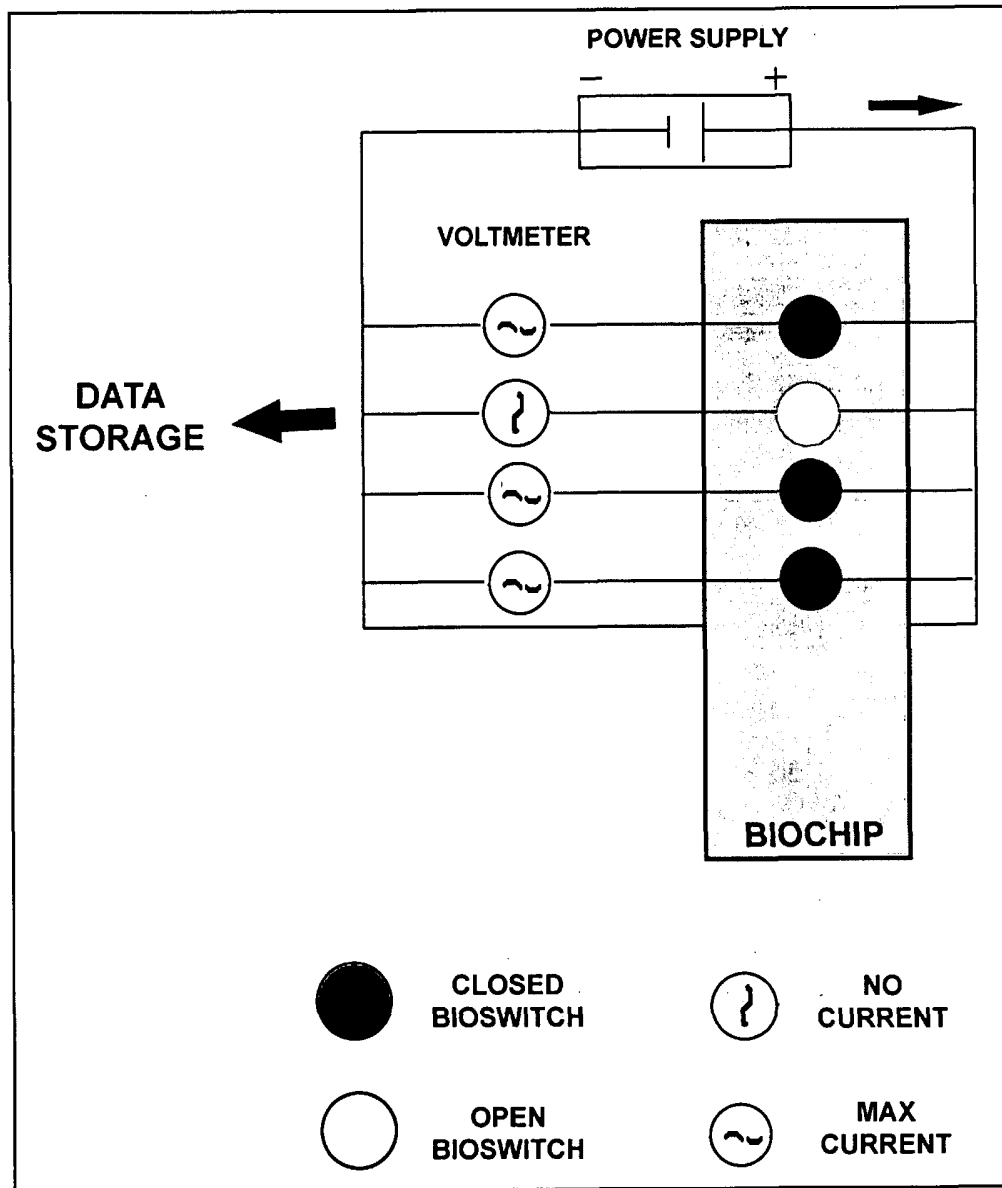 POWER SUPPLY
− +
VOLTMETER
DATA
STORAGE
BIOCHIP
CLOSED
BIOSWITCH
NO
CURRENT
OPEN
BIOSWITCH
MAX
CURRENT